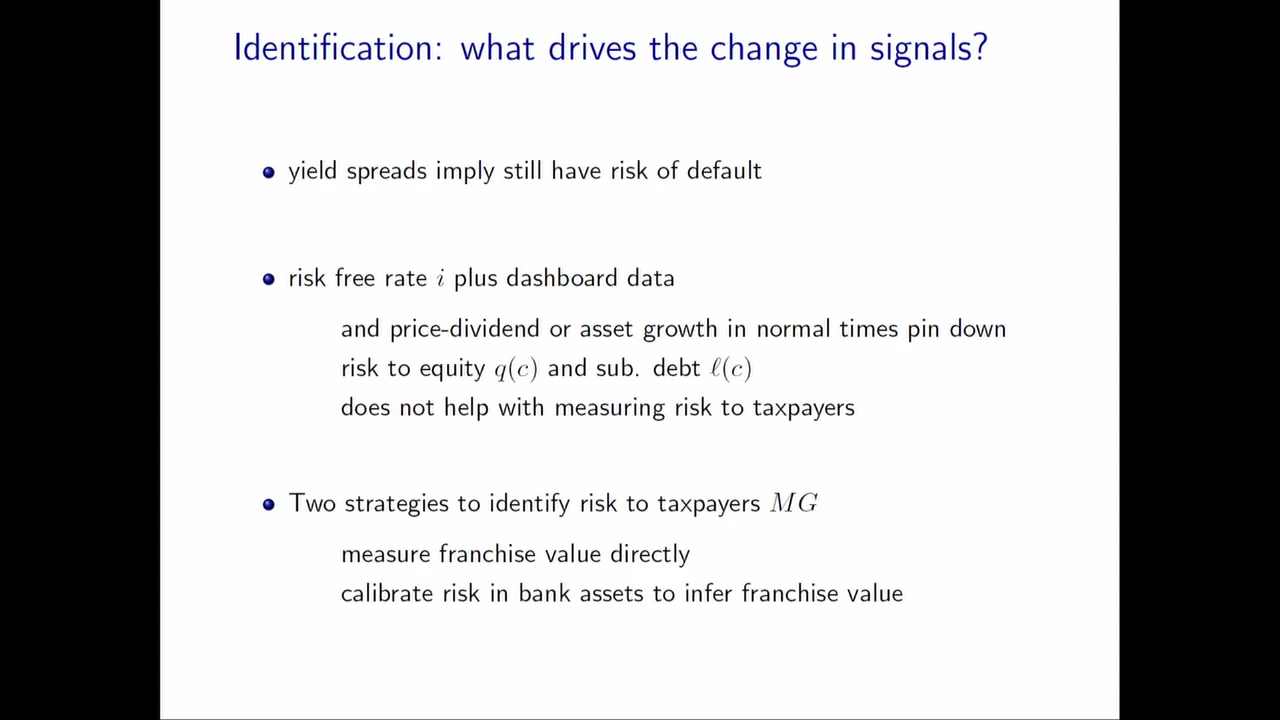 Identification: what drives the change in signals?
yield spreads imply still have risk of default
risk free rate i plus dashboard data
and price-dividend or asset growth in normal times pin down
risk to equity q(c) and sub. debt ℓ(c)
does not help with measuring risk to taxpayers
Two strategies to identify risk to taxpayers MG
measure franchise value directly
calibrate risk in bank assets to infer franchise value